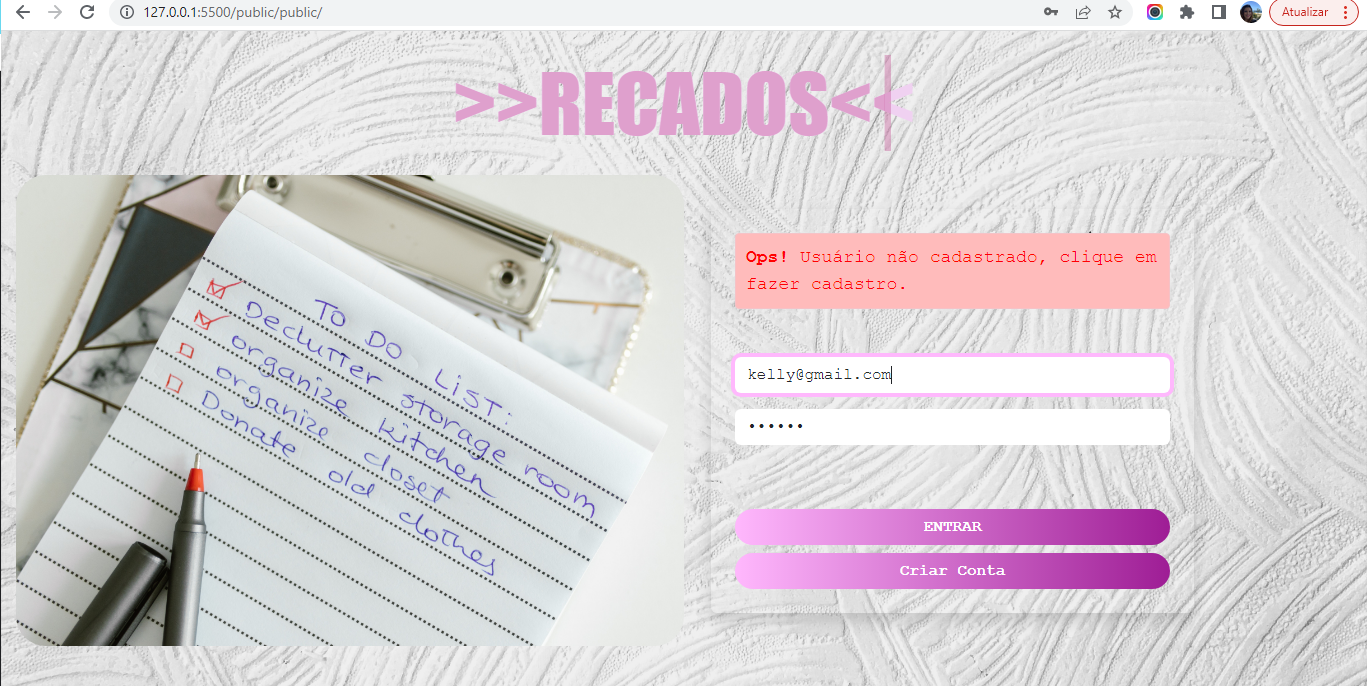 127.0.0.1:5500/public/public/
Atualizar
>>RECADOS<<
TO DO LIST:
Declutter storage room
organize kitchen
organize closet
Donate old clothes
Ops! Usuário não cadastrado, clique em
fazer cadastro.
kelly@gmail.com
••••••
ENTRAR
Criar Conta